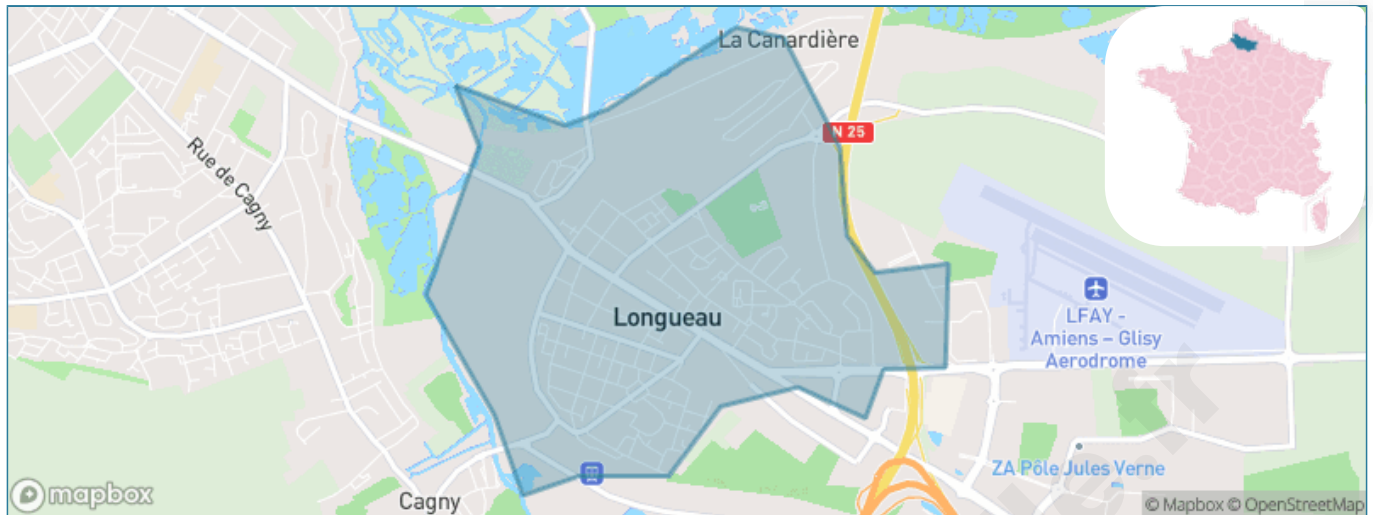 La Canardière
N 25
Rue de Cagny
Longueau
LFAY -
Amiens – Glisy
Aerodrome
ZA Pôle Jules Verne
Cagny
mapbox
© Mapbox © OpenStreetMap